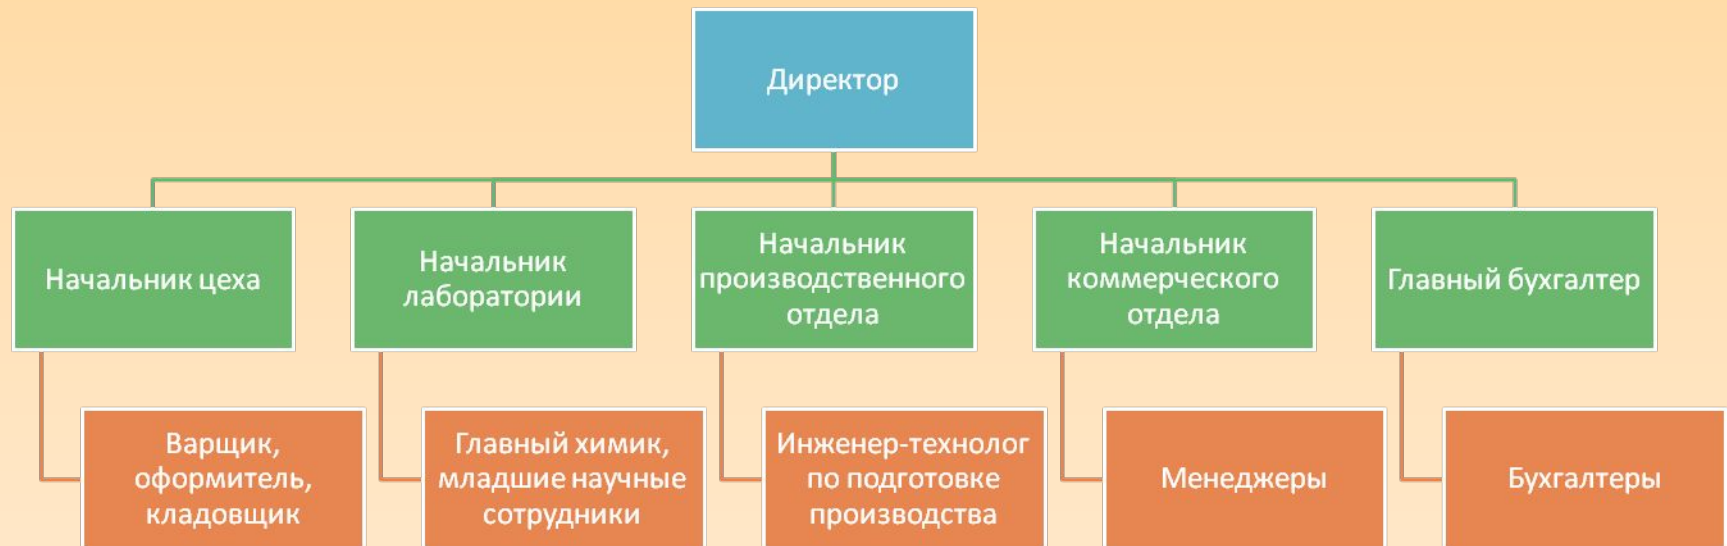 Директор
Начальник цеха
Начальник
лаборатории
Начальник
производственного
отдела
Начальник
коммерческого
отдела
Главный бухгалтер
Варщик,
оформитель,
кладовщик
Главный химик,
младшие научные
сотрудники
Инженер-технолог
по подготовке
производства
Менеджеры
Бухгалтеры